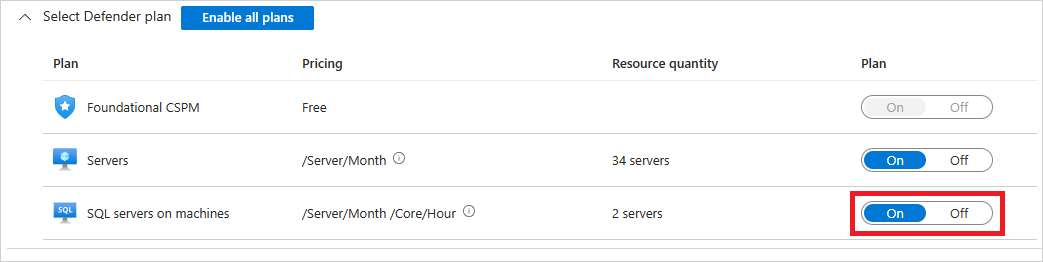 Select Defender plan Enable all plans
Plan Pricing Resource quantity Plan
Foundational CSPM Free On Off
Servers /Server/Month 34 servers On Off
SQL SQL servers on machines /Server/Month /Core/Hour 2 servers On Off